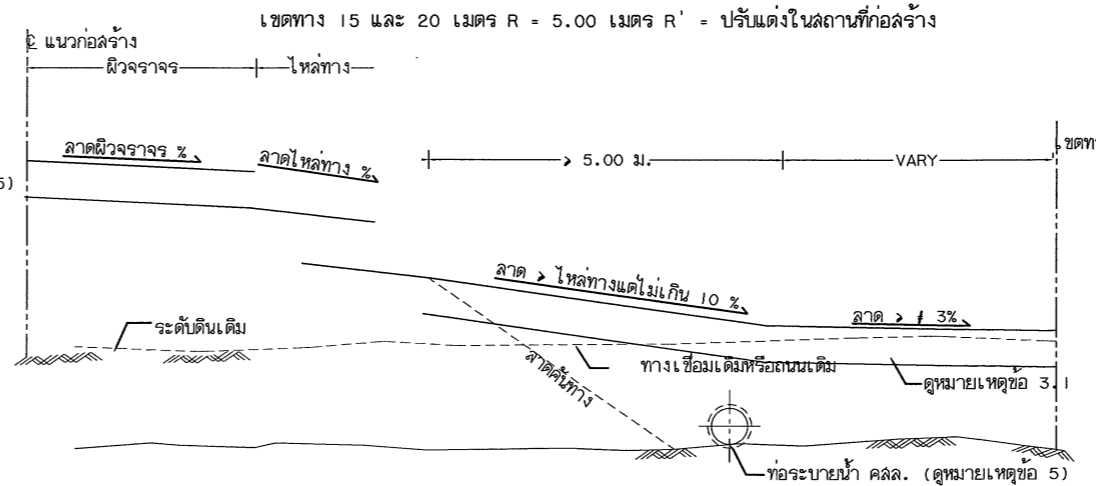 เขตทาง 15 และ 20 เมตร R = 5.00 เมตร R' = ปรับแต่งในสถานที่ก่อสร้าง
℄ แนวก่อสร้าง
ผิวจราจร ไหล่ทาง
ลาดผิวจราจร % ลาดไหล่ทาง % > 5.00 ม. VARY
5)
ลาด > ไหล่ทางแต่ไม่เกิน 10 %
ลาด > 3%
ระดับดินเดิม
ทางเชื่อมเดิมหรือถนนเดิม
ลาดคันทาง
ดูหมายเหตุข้อ 3.1
ท่อระบายน้ำ คสล. (ดูหมายเหตุข้อ 5)